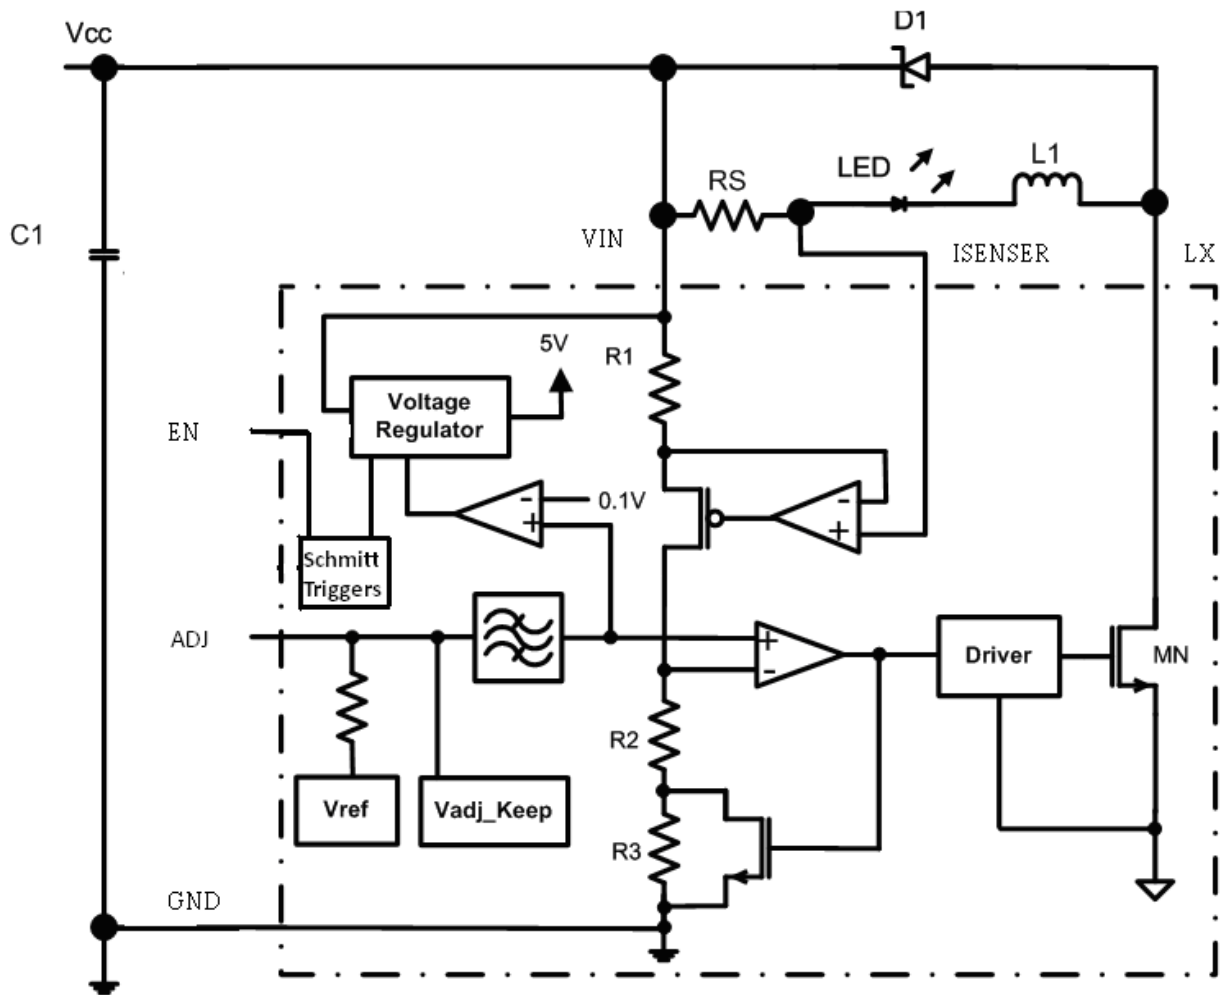 D1
Vcc
LED
L1
RS
C1
VIN
ISENSER
LX
5V
R1
Voltage
Regulator
EN
-
0.1V
+
-
+
Schmitt
Triggers
ADJ
+
-
Driver
MN
R2
Vref
Vadj_Keep
R3
GND